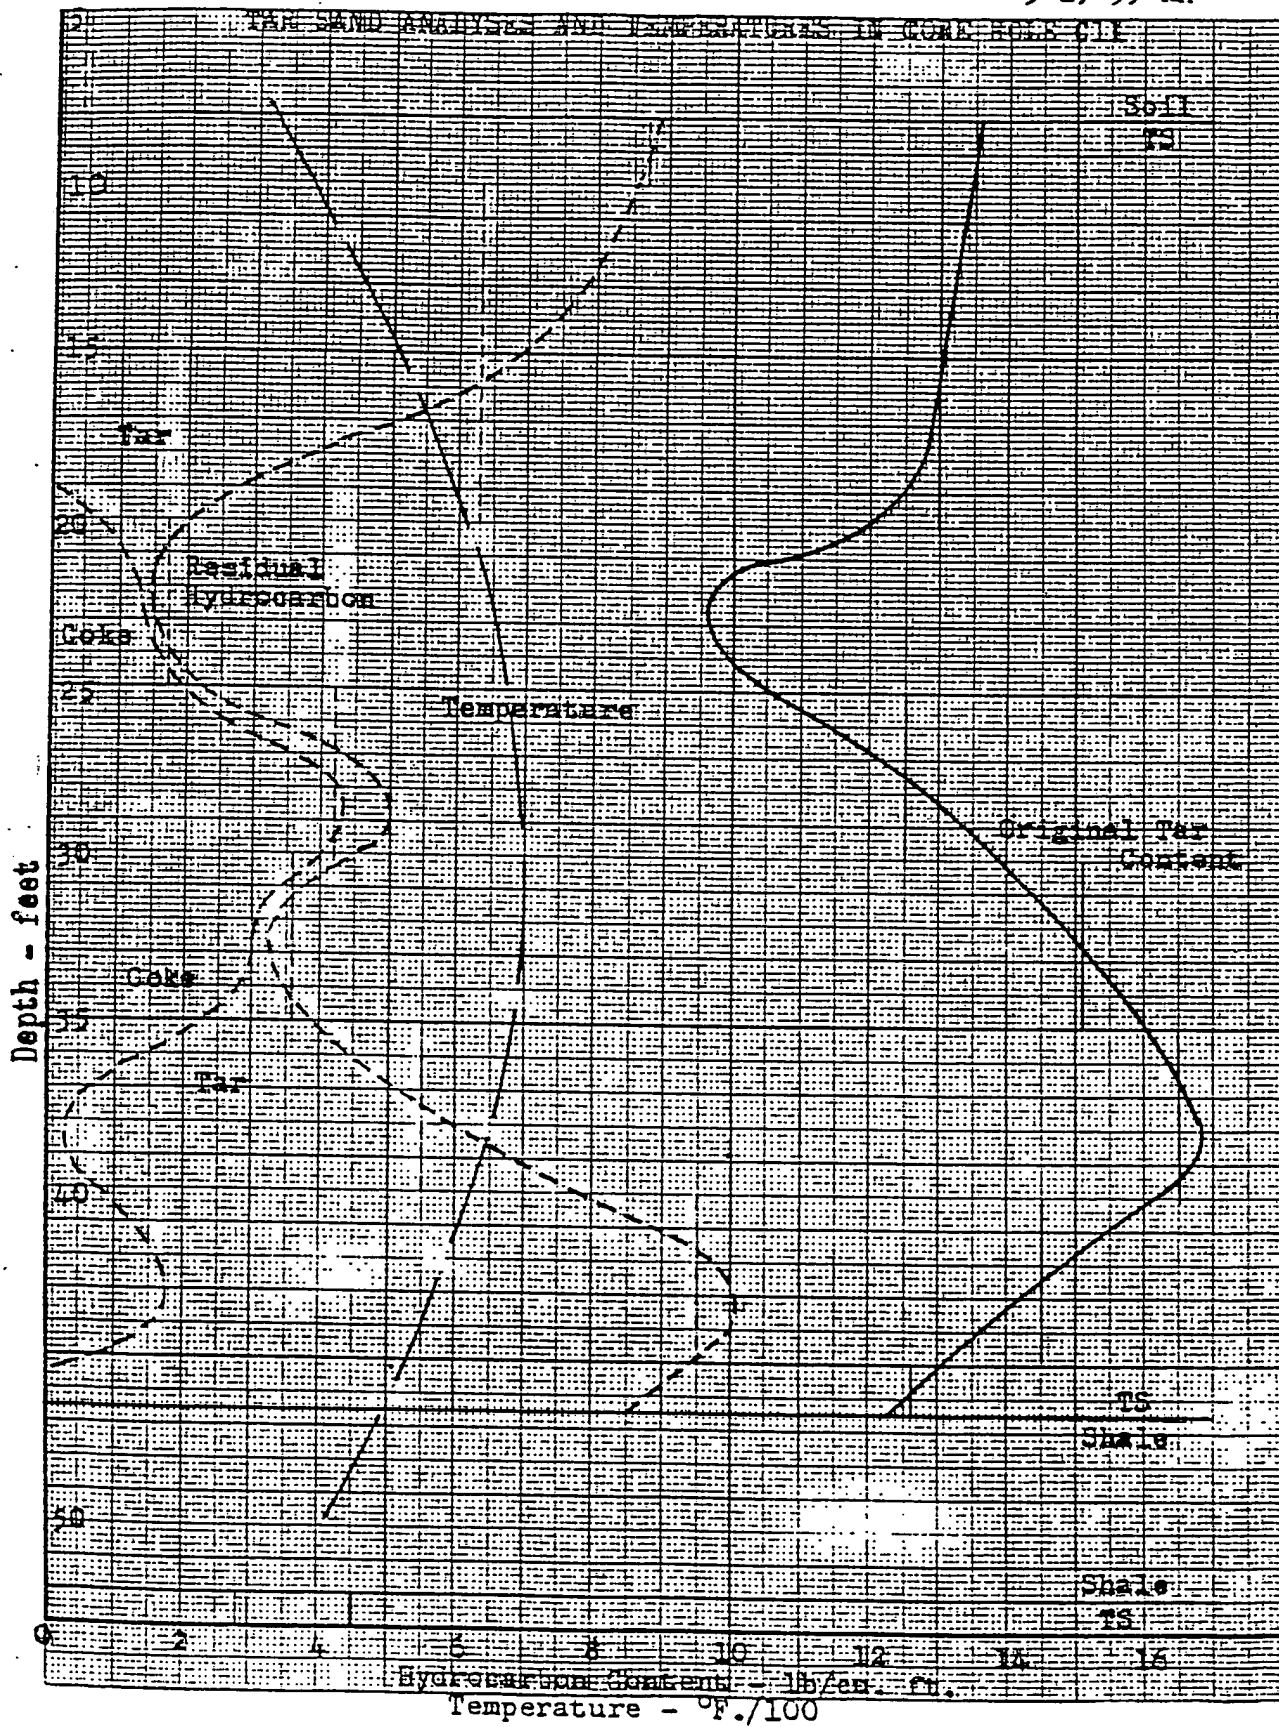 5
TAR SAND ANALYSES AND TEMPERATURES IN CORE HOLE
Soil
TS
10
15
Tar
20
Residual
Hydrocarbon
Coke
25
Temperature
Original Tar
Content
30
Depth - feet
Coke
35
Tar
40
TS
Shale
50
Shale
TS
0 2 4 6 8 10 12 14 16
Hydrocarbon Content - lb/cu. ft.
Temperature - °F./100